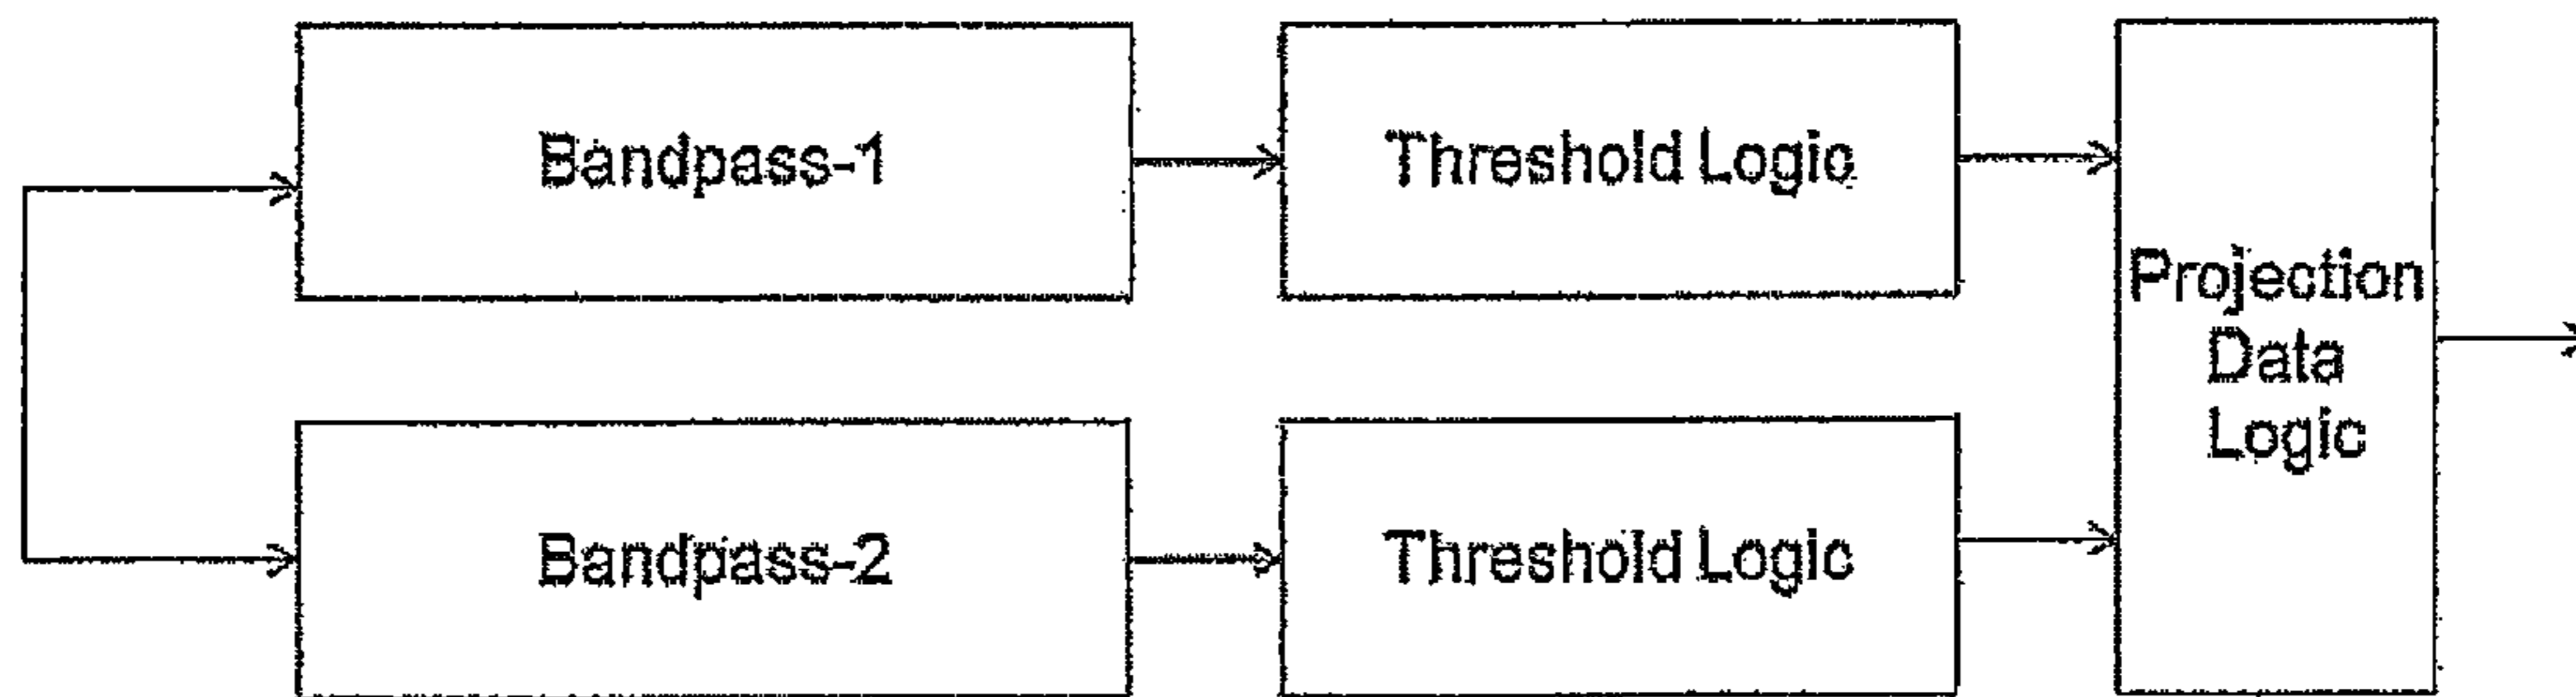 Bandpass-1
Threshold Logic
Projection
Data
Logic
Bandpass-2
Threshold Logic